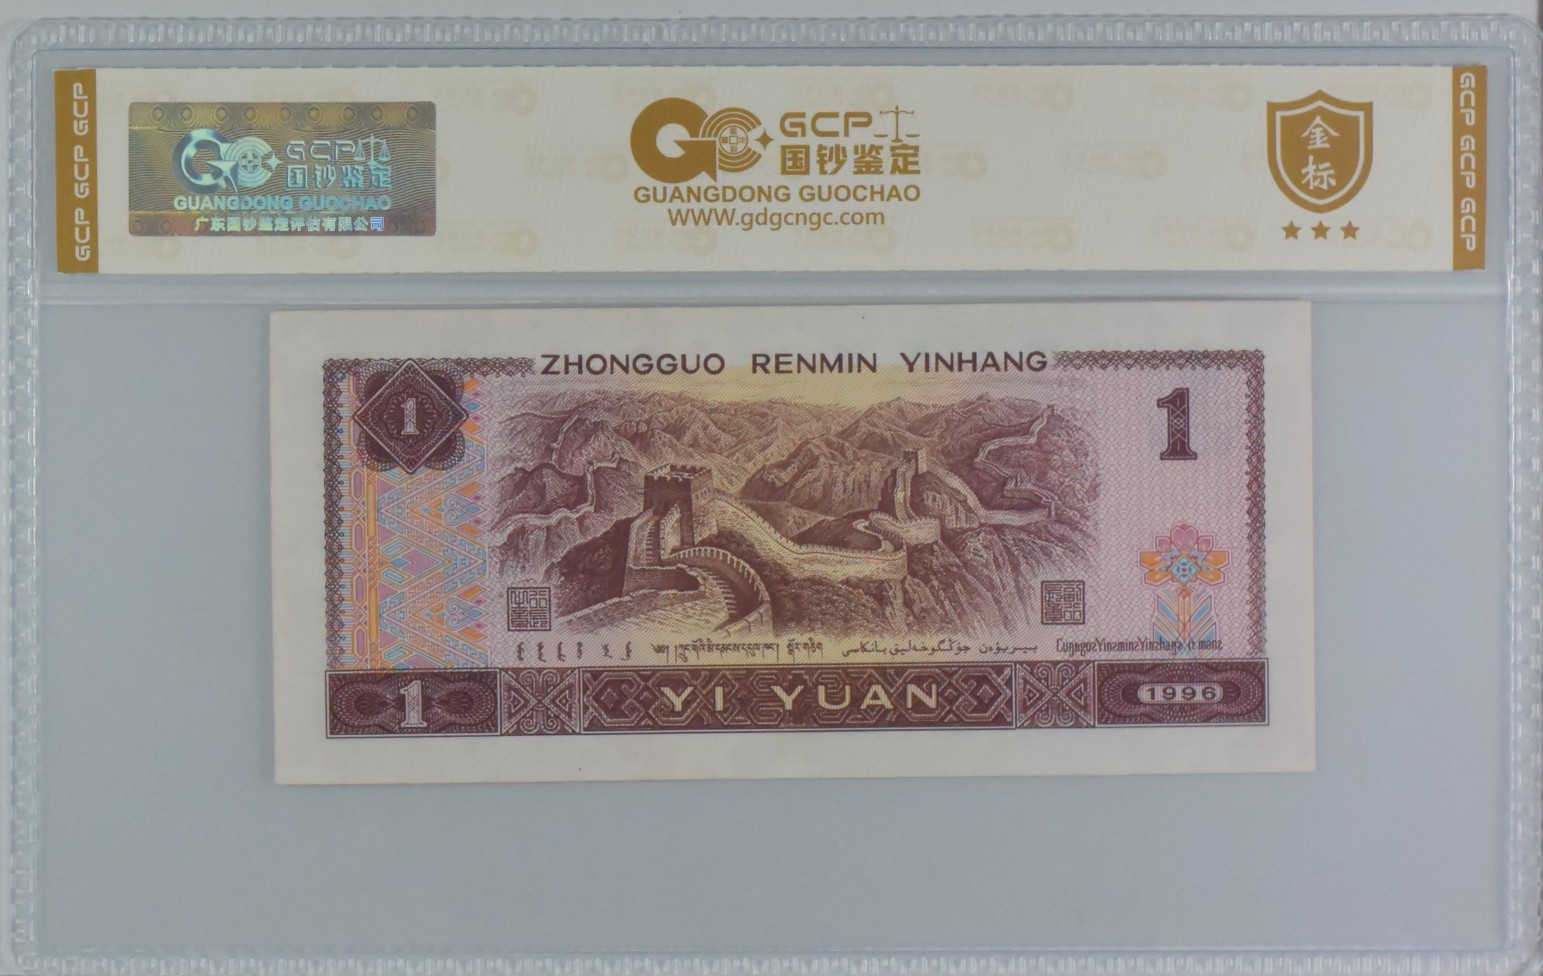 GCP GCP GCP
GCP
国钞鉴定
GUANGDONG GUOCHAO
广东国钞鉴定评估有限公司
GCP
国钞鉴定
GUANGDONG GUOCHAO
WWW.gdgcngc.com
金
标
GCP GCP GCP
ZHONGGUO RENMIN YINHANG
1
1
1
YI YUAN
1996